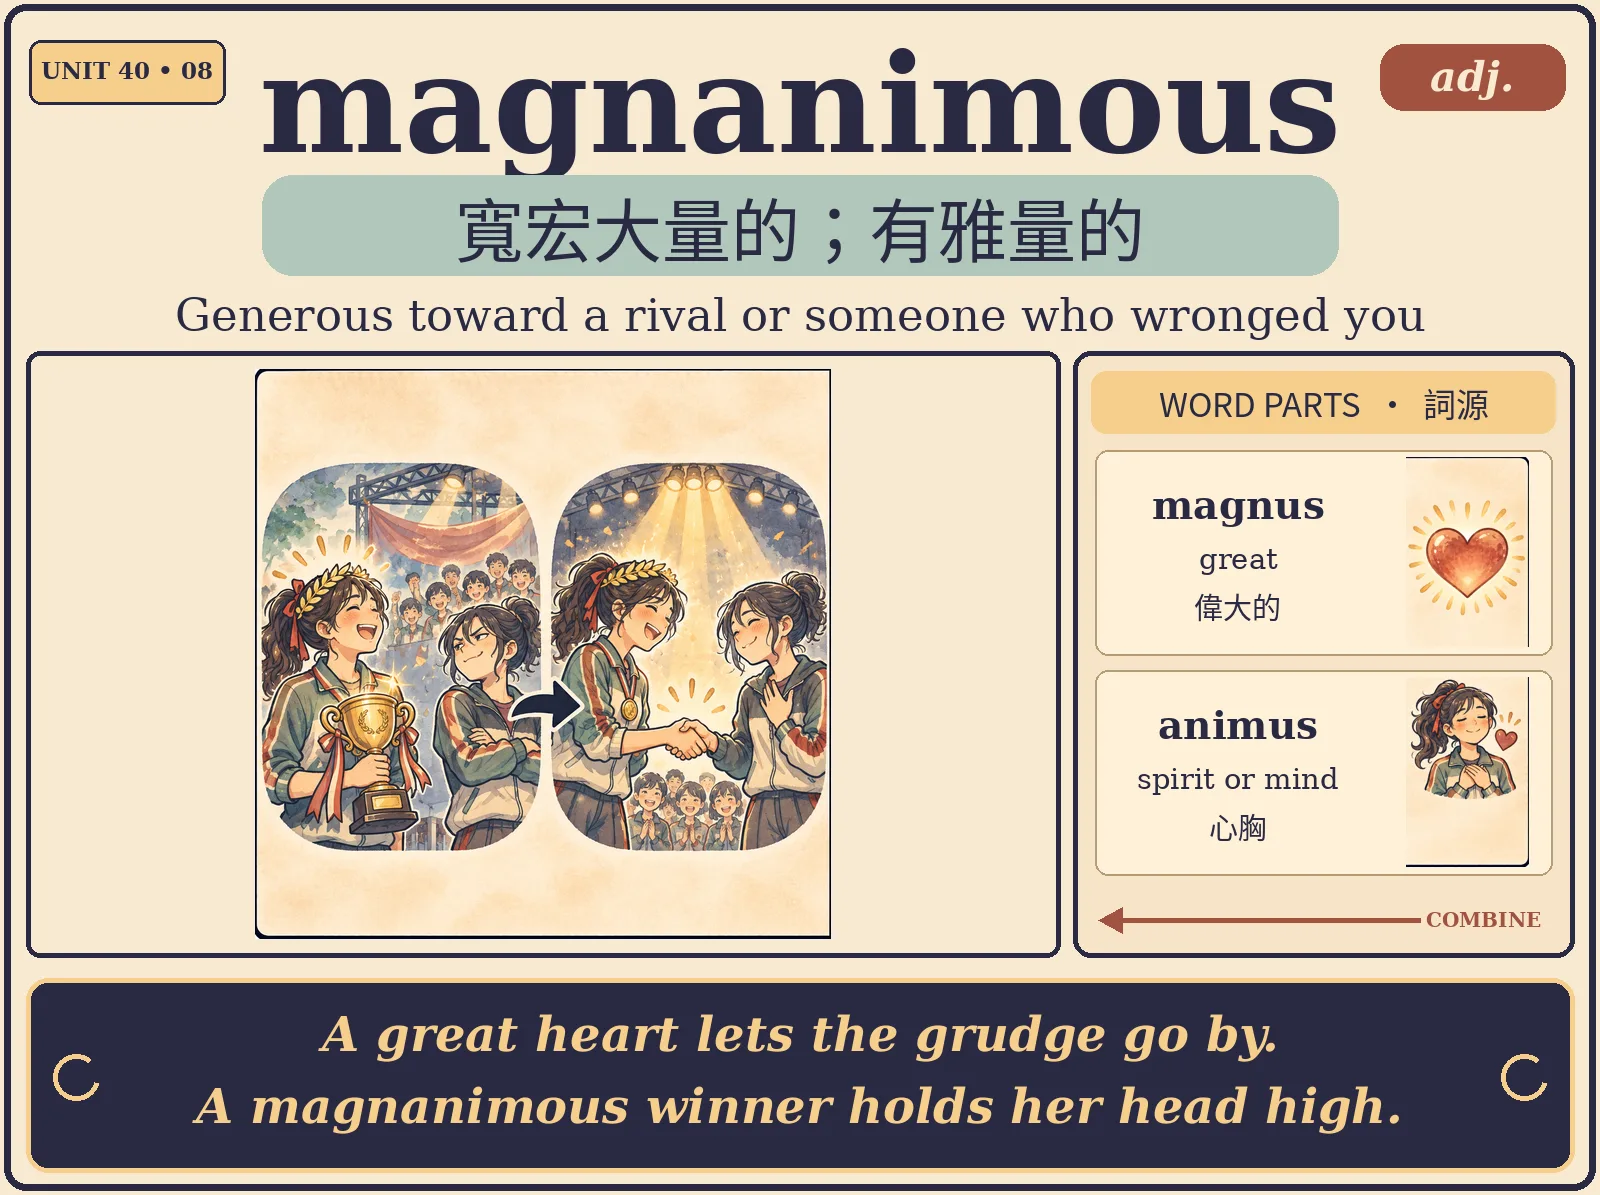 UNIT 40 • 08
magnanimous
adj.
寬宏大量的；有雅量的
Generous toward a rival or someone who wronged you
WORD PARTS • 詞源
magnus
great
偉大的
animus
spirit or mind
心胸
COMBINE
A great heart lets the grudge go by.
A magnanimous winner holds her head high.